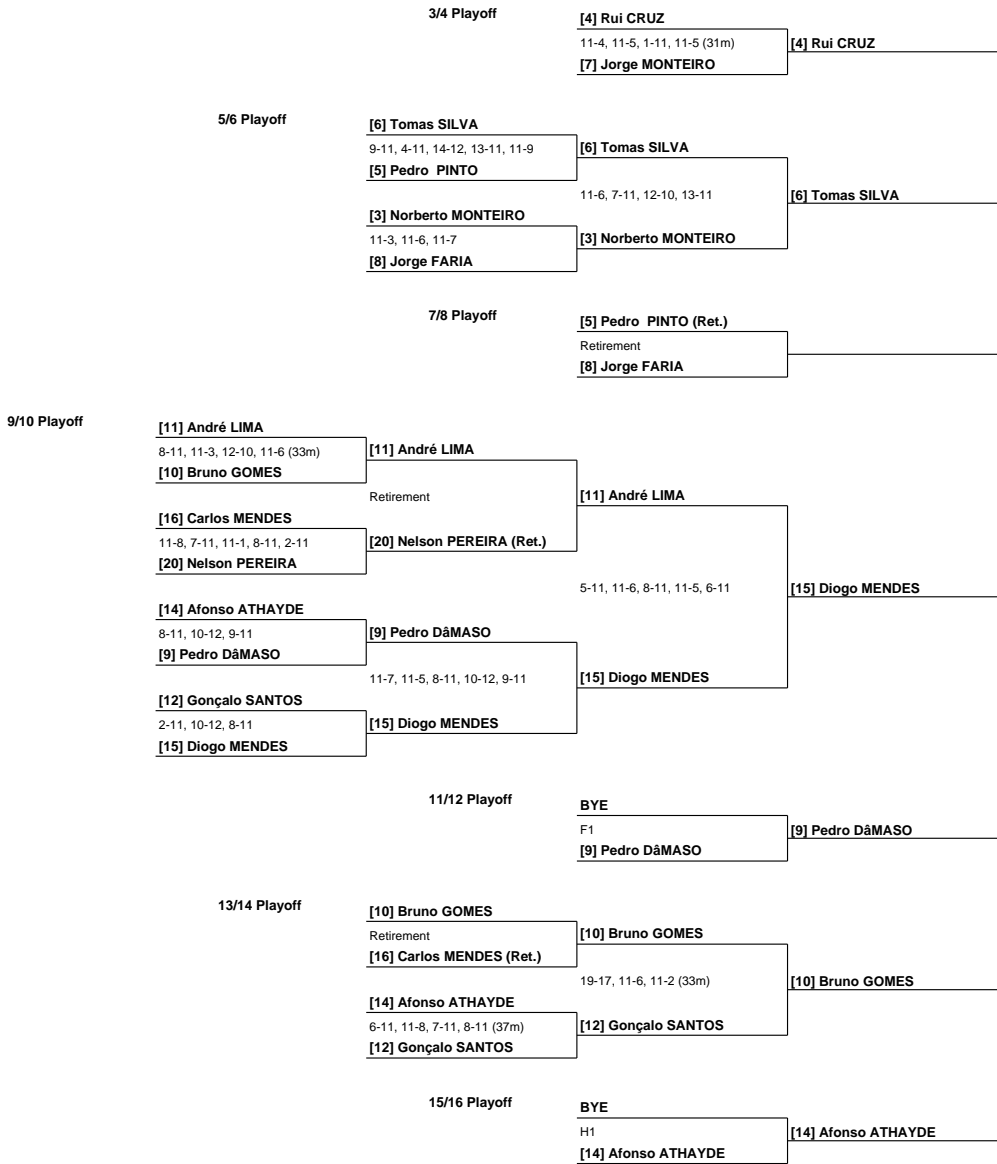 3/4 Playoff
[4] Rui CRUZ
11-4, 11-5, 1-11, 11-5 (31m)
[4] Rui CRUZ
[7] Jorge MONTEIRO
5/6 Playoff
[6] Tomas SILVA
9-11, 4-11, 14-12, 13-11, 11-9
[6] Tomas SILVA
[5] Pedro  PINTO
11-6, 7-11, 12-10, 13-11
[6] Tomas SILVA
[3] Norberto MONTEIRO
11-3, 11-6, 11-7
[3] Norberto MONTEIRO
[8] Jorge FARIA
7/8 Playoff
[5] Pedro  PINTO (Ret.)
Retirement
[8] Jorge FARIA
9/10 Playoff
[11] André LIMA
8-11, 11-3, 12-10, 11-6 (33m)
[11] André LIMA
[10] Bruno GOMES
Retirement
[11] André LIMA
[16] Carlos MENDES
11-8, 7-11, 11-1, 8-11, 2-11
[20] Nelson PEREIRA (Ret.)
[20] Nelson PEREIRA
5-11, 11-6, 8-11, 11-5, 6-11
[15] Diogo MENDES
[14] Afonso ATHAYDE
8-11, 10-12, 9-11
[9] Pedro DâMASO
[9] Pedro DâMASO
11-7, 11-5, 8-11, 10-12, 9-11
[15] Diogo MENDES
[12] Gonçalo SANTOS
2-11, 10-12, 8-11
[15] Diogo MENDES
[15] Diogo MENDES
11/12 Playoff
BYE
F1
[9] Pedro DâMASO
[9] Pedro DâMASO
13/14 Playoff
[10] Bruno GOMES
Retirement
[10] Bruno GOMES
[16] Carlos MENDES (Ret.)
19-17, 11-6, 11-2 (33m)
[10] Bruno GOMES
[14] Afonso ATHAYDE
6-11, 11-8, 7-11, 8-11 (37m)
[12] Gonçalo SANTOS
[12] Gonçalo SANTOS
15/16 Playoff
BYE
H1
[14] Afonso ATHAYDE
[14] Afonso ATHAYDE